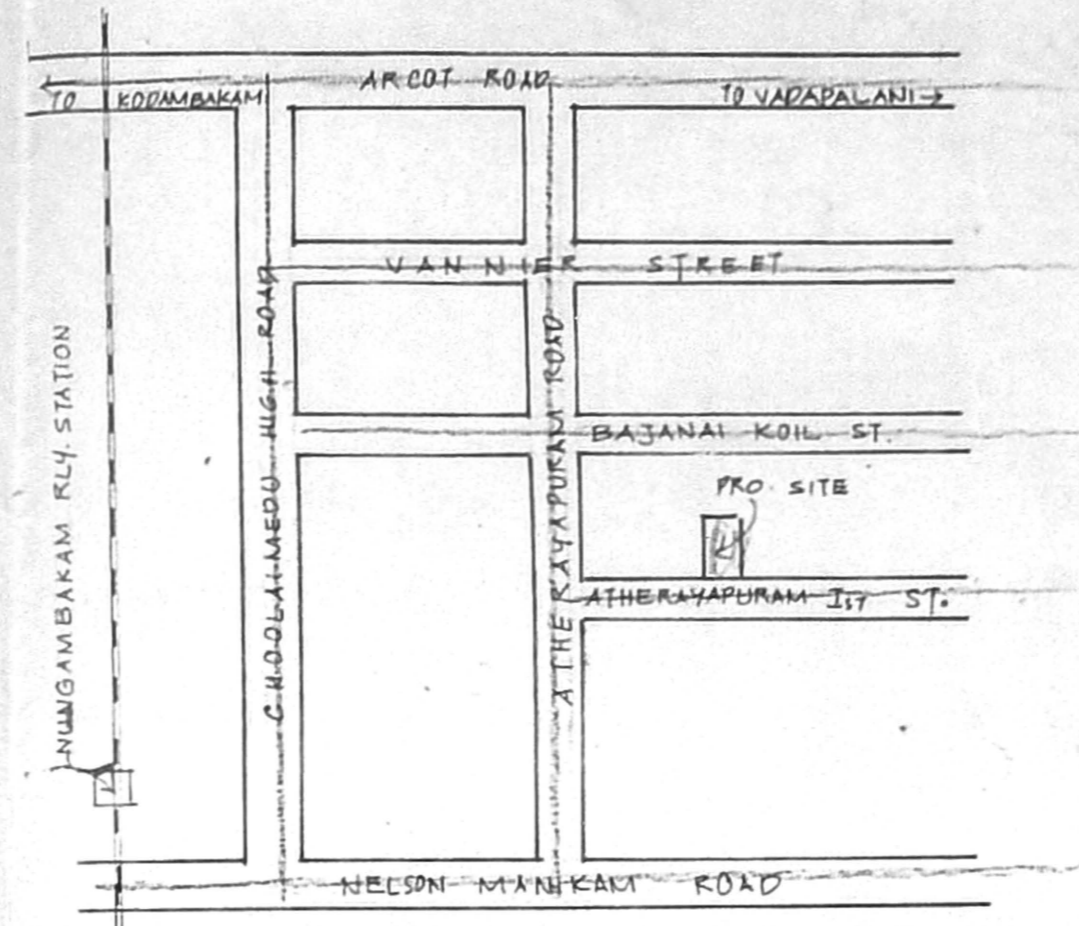 ARCOT ROAD
TO KODAMBAKAM
TO VADAPALANI
VANNIER STREET
CHOOLAIMEDU HIGH ROAD
NUNGAMBAKAM RLY. STATION
ATHERAYAPURAM ROAD
BAJANAI KOIL ST.
PRO. SITE
ATHERAYAPURAM IST ST.
NELSON MANIKAM ROAD